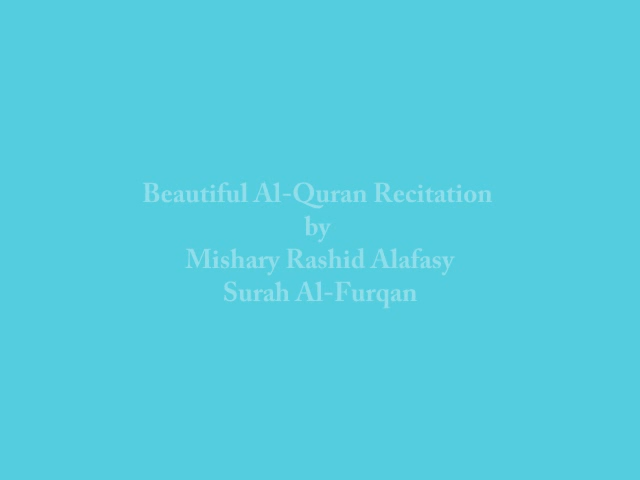 Beautiful Al-Quran Recitation
by
Mishary Rashid Alafasy
Surah Al-Furqan